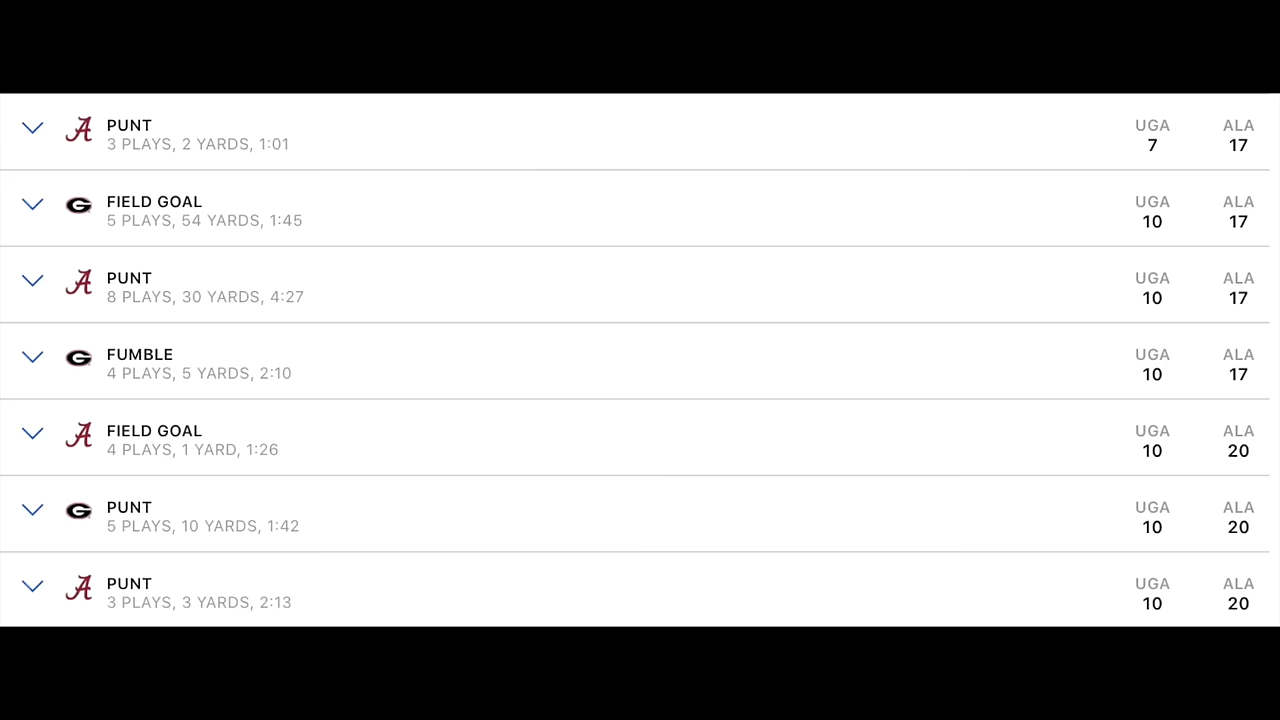 PUNT
3 PLAYS, 2 YARDS, 1:01
UGA ALA
7 17
FIELD GOAL
5 PLAYS, 54 YARDS, 1:45
UGA ALA
10 17
PUNT
8 PLAYS, 30 YARDS, 4:27
UGA ALA
10 17
FUMBLE
4 PLAYS, 5 YARDS, 2:10
UGA ALA
10 17
FIELD GOAL
4 PLAYS, 1 YARD, 1:26
UGA ALA
10 20
PUNT
5 PLAYS, 10 YARDS, 1:42
UGA ALA
10 20
PUNT
3 PLAYS, 3 YARDS, 2:13
UGA ALA
10 20